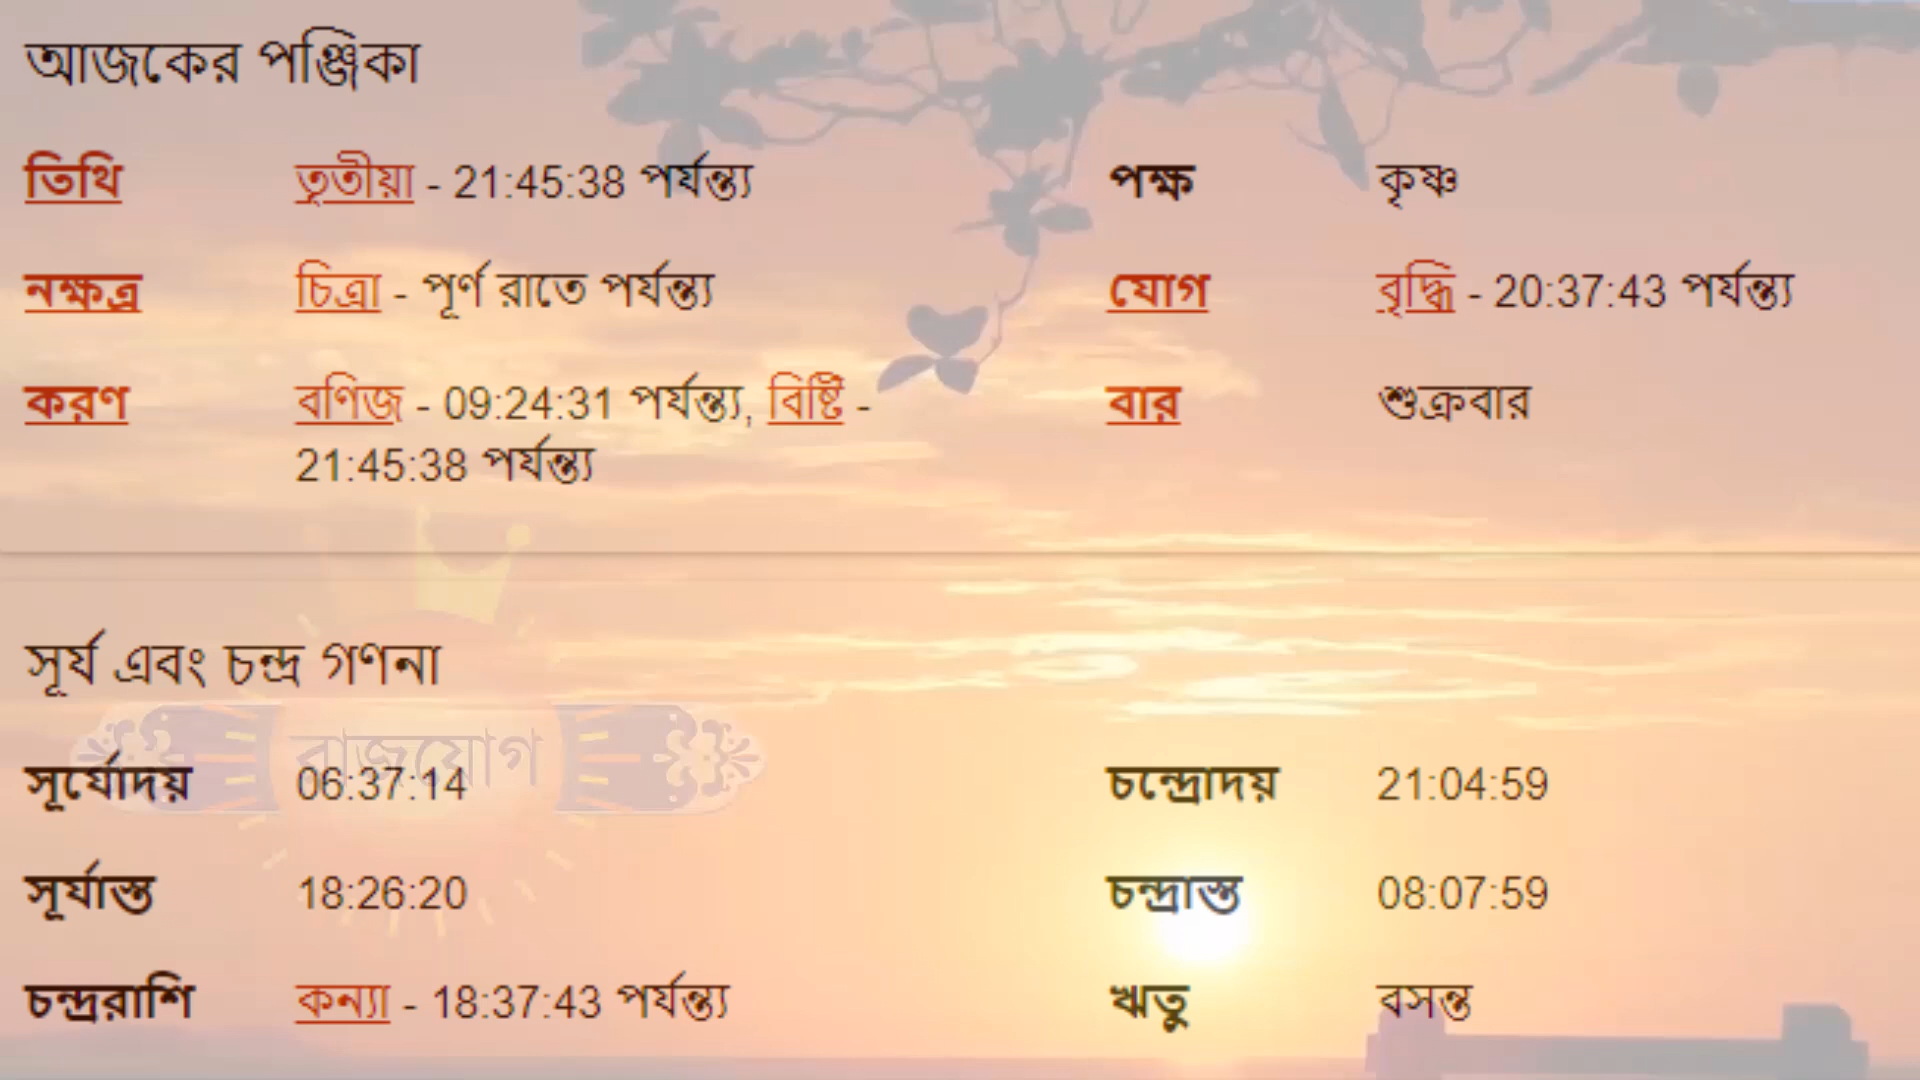 আজকের পঞ্জিকা
তিথি তৃতীয়া - 21:45:38 পর্যন্ত্য পক্ষ কৃষ্ণ
নক্ষত্র চিত্রা - পূর্ণ রাতে পর্যন্ত্য যোগ বৃদ্ধি - 20:37:43 পর্যন্ত্য
করণ বণিজ - 09:24:31 পর্যন্ত্য, বিষ্টি - বার শুক্রবার
21:45:38 পর্যন্ত্য
সূর্য এবং চন্দ্র গণনা
রাজযোগ
সূর্যোদয় 06:37:14 চন্দ্রোদয় 21:04:59
সূর্যাস্ত 18:26:20 চন্দ্রাস্ত 08:07:59
চন্দ্ররাশি কন্যা - 18:37:43 পর্যন্ত্য ঋতু বসন্ত